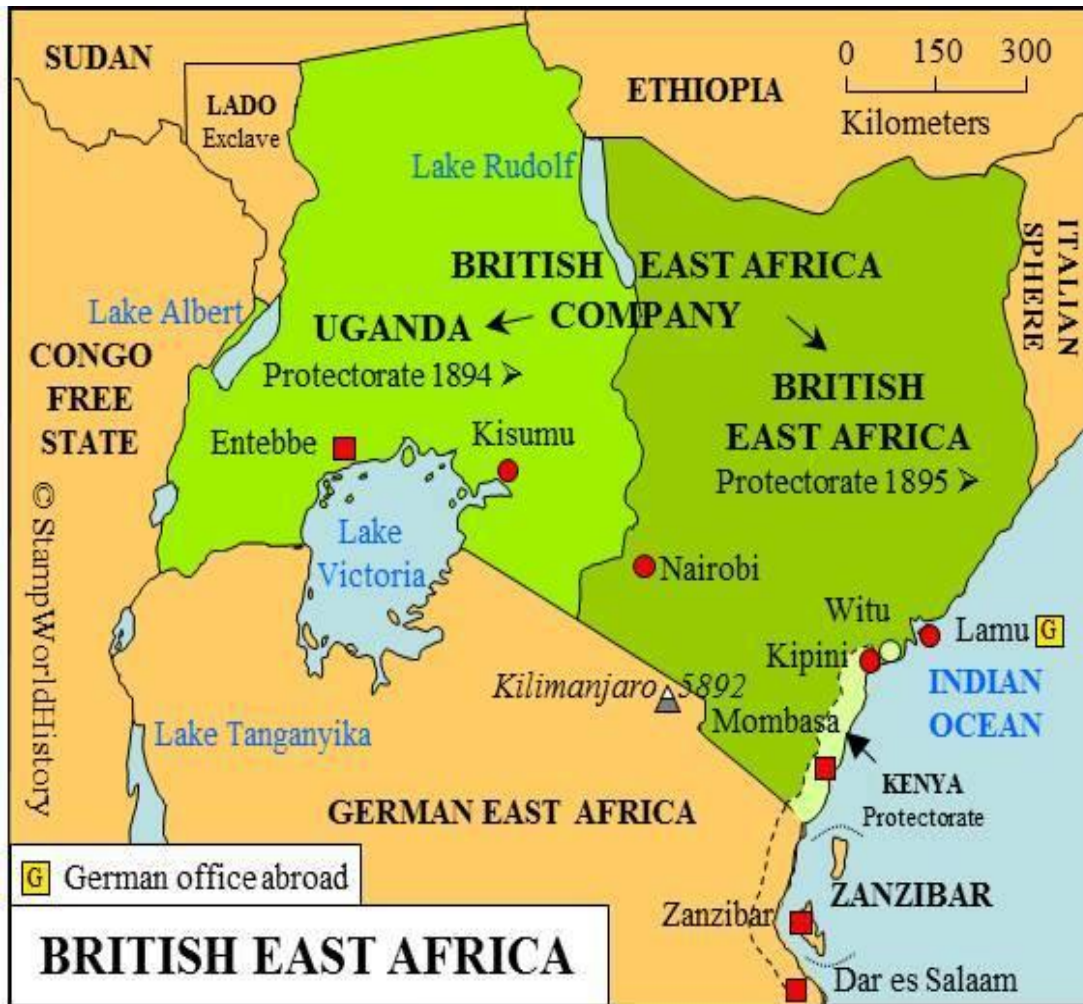 SUDAN
LADO
Exclave
ETHIOPIA
0 150 300
Kilometers
Lake Rudolf
ITALIAN
SPHERE
BRITISH EAST AFRICA
COMPANY
Lake Albert
UGANDA
Protectorate 1894
CONGO
FREE
STATE
BRITISH
EAST AFRICA
Protectorate 1895
Entebbe
Kisumu
© StampWorldHistory
Lake
Victoria
Nairobi
Witu
Lamu G
Kipini
INDIAN
OCEAN
Kilimanjaro 5892
Mombasa
Lake Tanganyika
KENYA
Protectorate
GERMAN EAST AFRICA
G German office abroad
ZANZIBAR
Zanzibar
BRITISH EAST AFRICA
Dar es Salaam